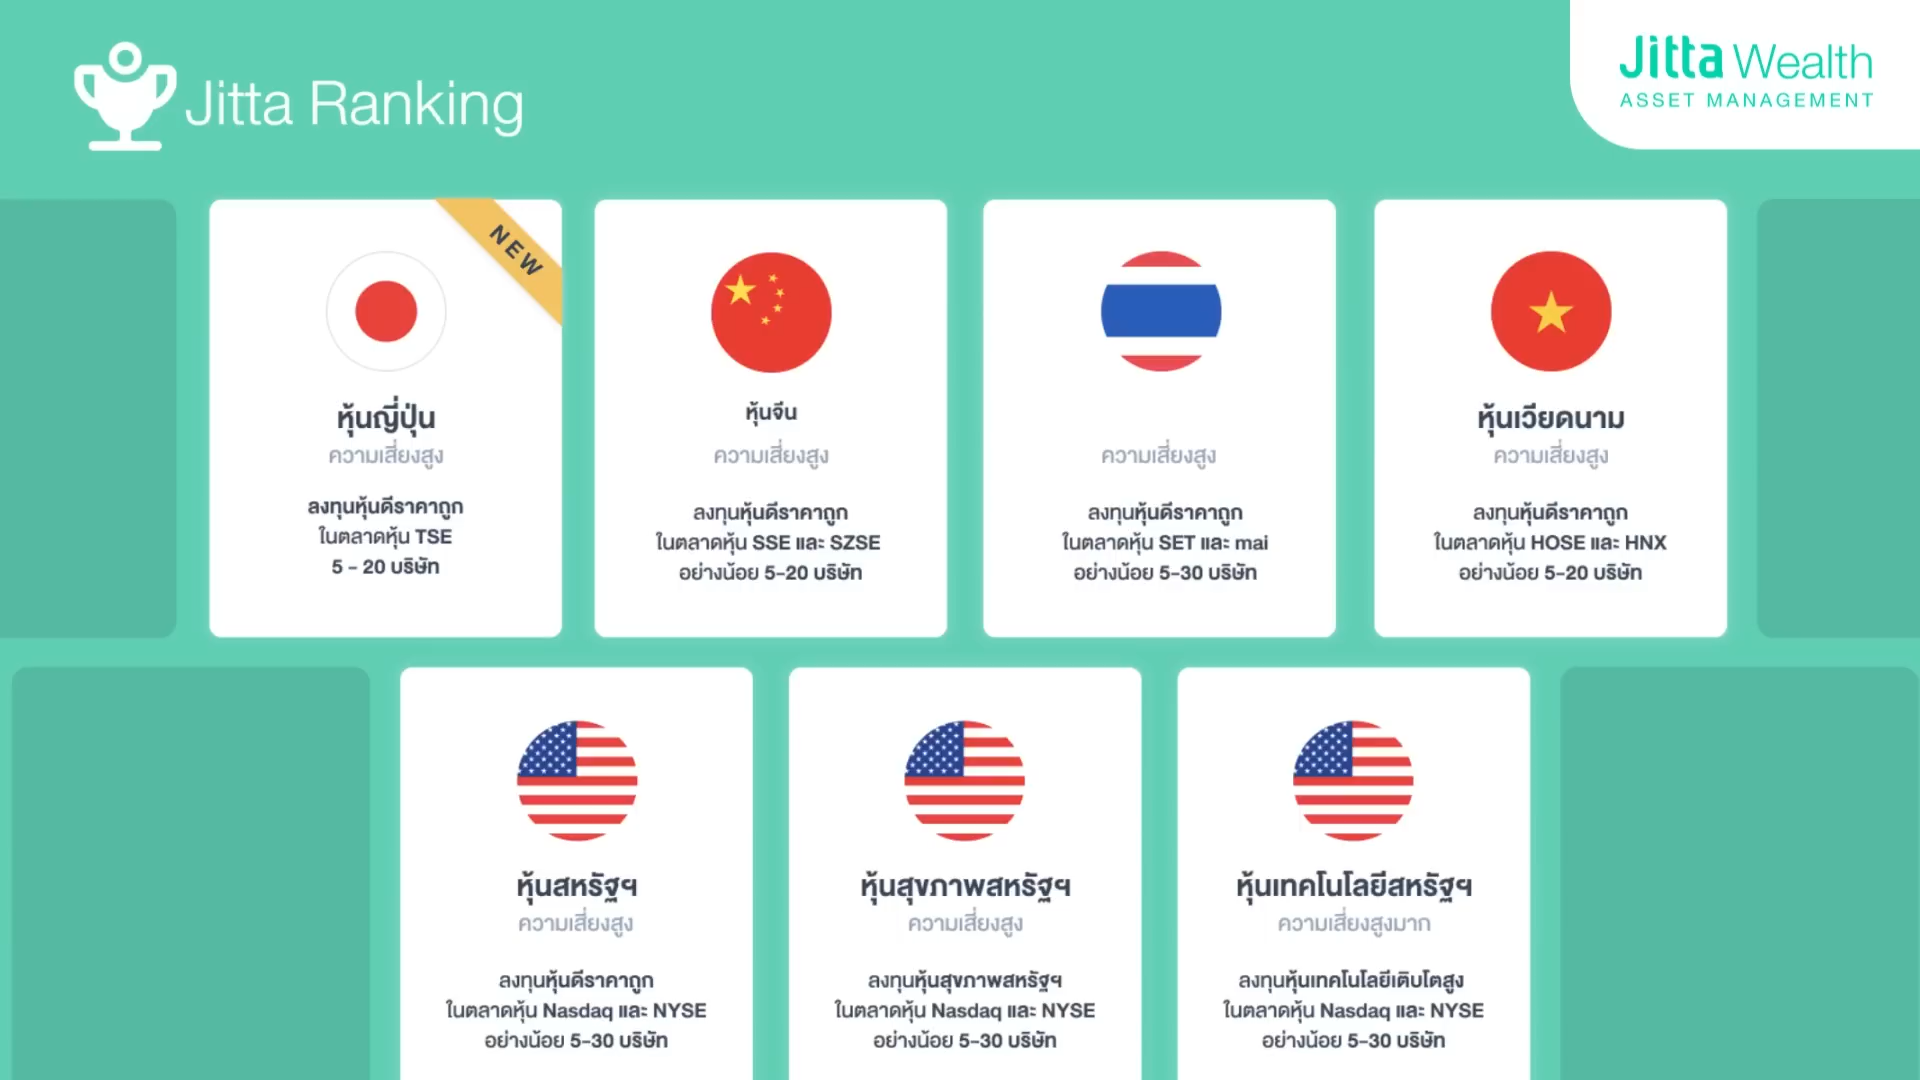 Jitta Ranking
Jitta Wealth
ASSET MANAGEMENT
NEW
หุ้นญี่ปุ่น
ความเสี่ยงสูง
ลงทุนหุ้นดีราคาถูก
ในตลาดหุ้น TSE
5 - 20 บริษัท
หุ้นจีน
ความเสี่ยงสูง
ลงทุนหุ้นดีราคาถูก
ในตลาดหุ้น SSE และ SZSE
อย่างน้อย 5-20 บริษัท
ความเสี่ยงสูง
ลงทุนหุ้นดีราคาถูก
ในตลาดหุ้น SET และ mai
อย่างน้อย 5-30 บริษัท
หุ้นเวียดนาม
ความเสี่ยงสูง
ลงทุนหุ้นดีราคาถูก
ในตลาดหุ้น HOSE และ HNX
อย่างน้อย 5-20 บริษัท
หุ้นสหรัฐฯ
ความเสี่ยงสูง
ลงทุนหุ้นดีราคาถูก
ในตลาดหุ้น Nasdaq และ NYSE
อย่างน้อย 5-30 บริษัท
หุ้นสุขภาพสหรัฐฯ
ความเสี่ยงสูง
ลงทุนหุ้นสุขภาพสหรัฐฯ
ในตลาดหุ้น Nasdaq และ NYSE
อย่างน้อย 5-30 บริษัท
หุ้นเทคโนโลยีสหรัฐฯ
ความเสี่ยงสูงมาก
ลงทุนหุ้นเทคโนโลยีเติบโตสูง
ในตลาดหุ้น Nasdaq และ NYSE
อย่างน้อย 5-30 บริษัท